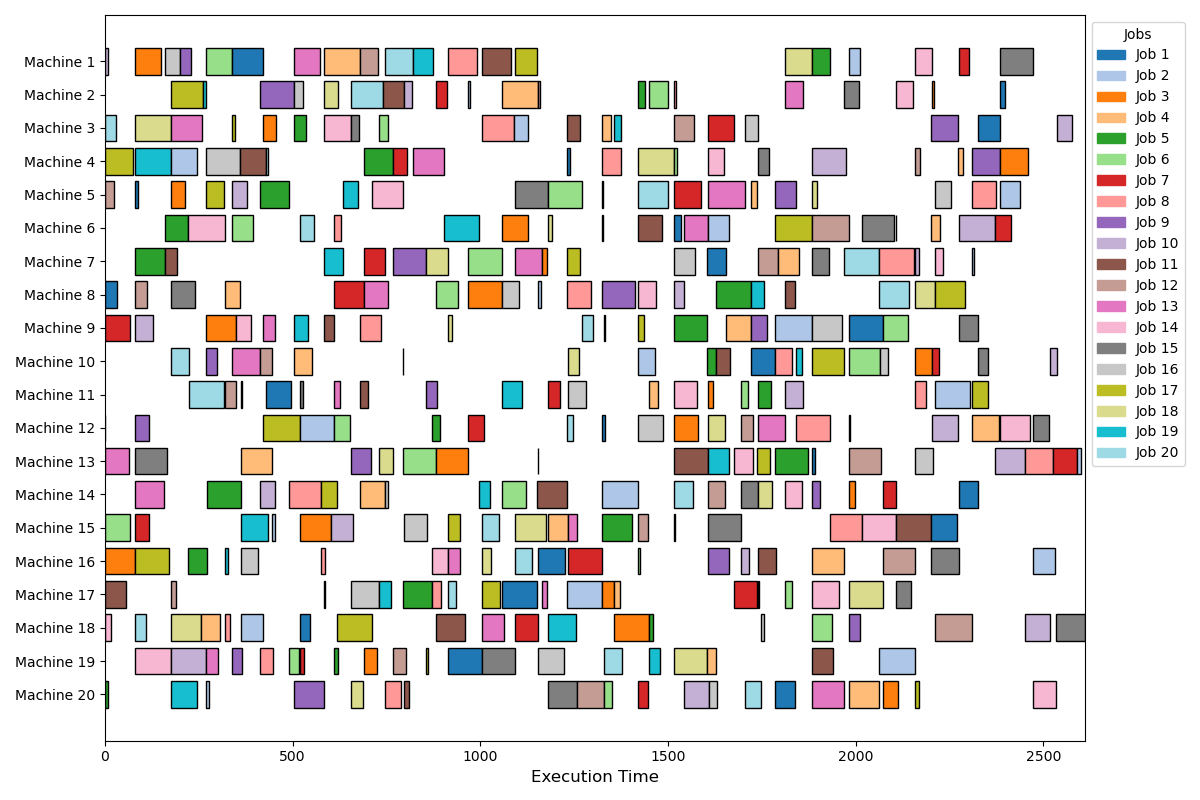 Machine 1
Machine 2
Machine 3
Machine 4
Machine 5
Machine 6
Machine 7
Machine 8
Machine 9
Machine 10
Machine 11
Machine 12
Machine 13
Machine 14
Machine 15
Machine 16
Machine 17
Machine 18
Machine 19
Machine 20
0 500 1000 1500 2000 2500
Execution Time
Jobs
Job 1
Job 2
Job 3
Job 4
Job 5
Job 6
Job 7
Job 8
Job 9
Job 10
Job 11
Job 12
Job 13
Job 14
Job 15
Job 16
Job 17
Job 18
Job 19
Job 20